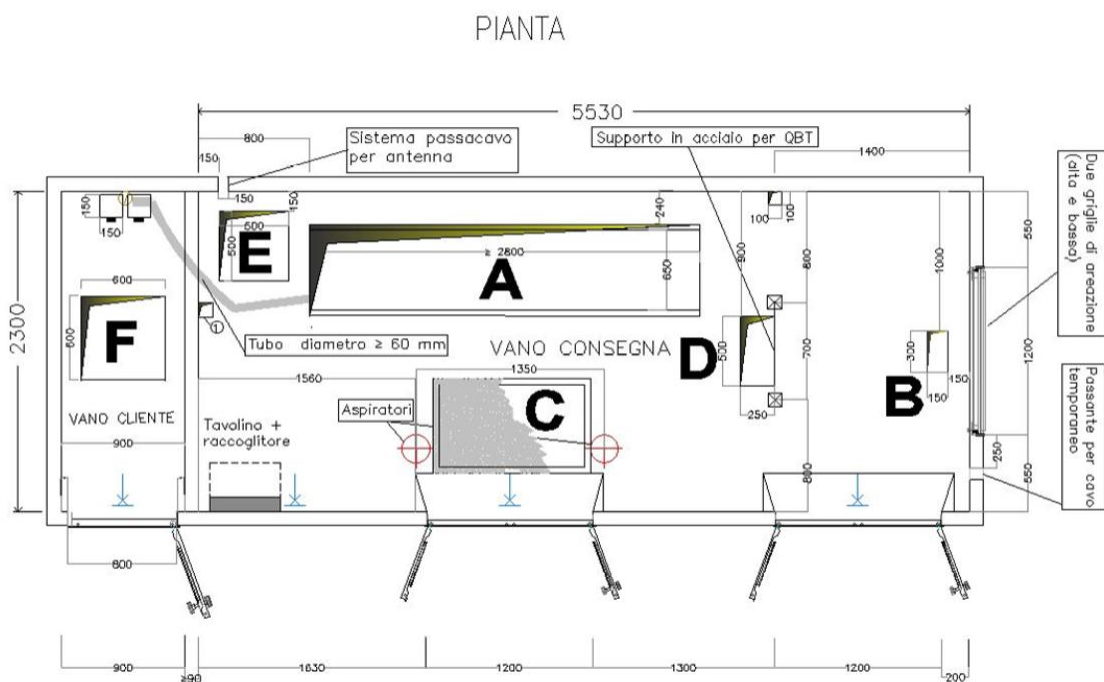 PIANTA
5530
800
Sistema passacavo
per antenna
Supporto in acciaio per QBT
1400
Due griglie di areazione
(alta e bassa)
150
150
150
150
150
500
500
E
240
≥ 2800
650
A
100
100
900
800
1000
550
2300
600
600
F
1
Tubo diametro ≥ 60 mm
VANO CONSEGNA
D
500
700
250
B
300
150
150
1200
1560
1350
VANO CLIENTE
900
Tavolino +
raccoglitore
Aspiratori
C
800
250
550
Passante per cavo
temporaneo
800
900
≥90
1630
1200
1300
1200
200